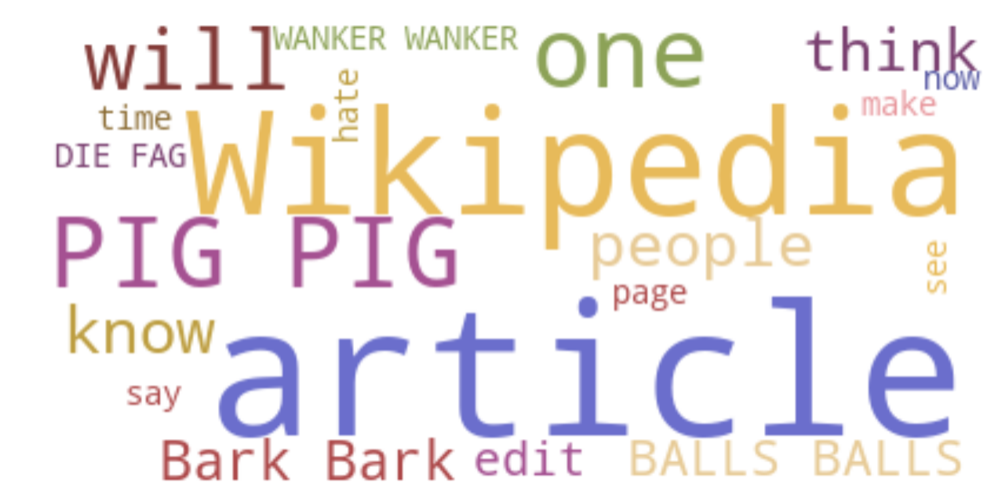 will WANKER WANKER one think
now
time hate make
DIE FAG Wikipedia
PIG PIG people see
page
know article
say
Bark Bark edit BALLS BALLS